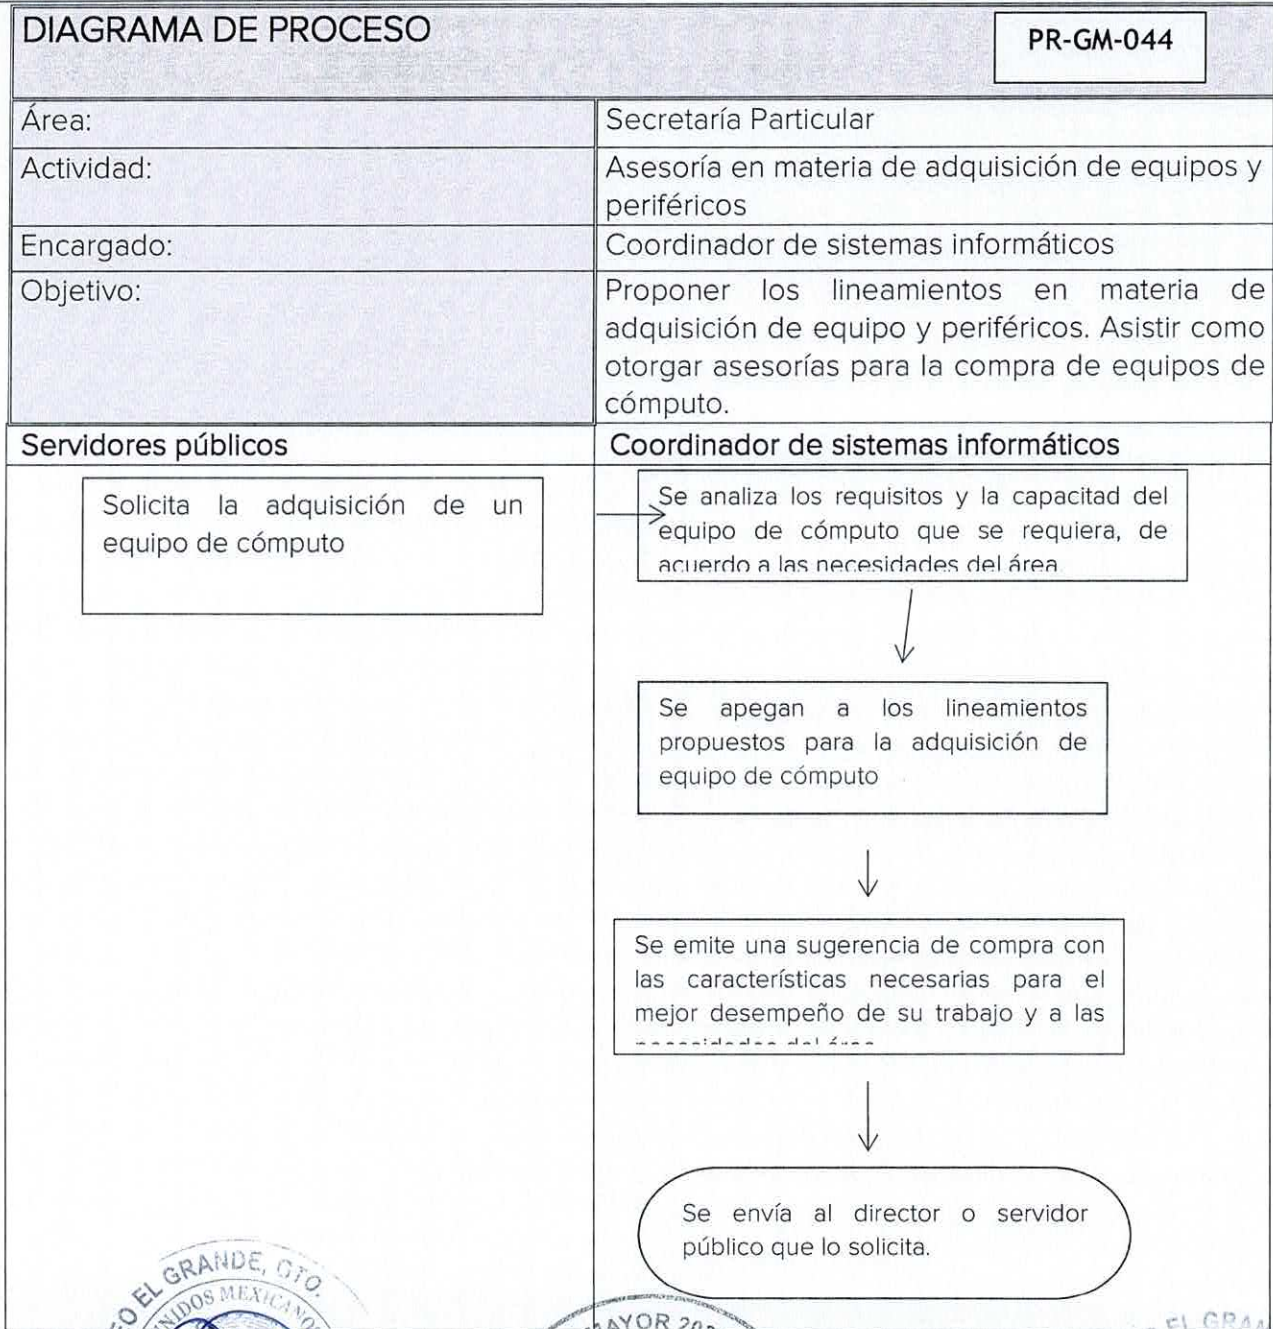 DIAGRAMA DE PROCESO
PR-GM-044
Área:
Secretaría Particular
Actividad:
Asesoría en materia de adquisición de equipos y
periféricos
Encargado:
Coordinador de sistemas informáticos
Objetivo:
Proponer los lineamientos en materia de
adquisición de equipo y periféricos. Asistir como
otorgar asesorías para la compra de equipos de
cómputo.
Servidores públicos
Coordinador de sistemas informáticos
Solicita la adquisición de un
equipo de cómputo
Se analiza los requisitos y la capacitad del
equipo de cómputo que se requiera, de
acuerdo a las necesidades del área
Se apegan a los lineamientos
propuestos para la adquisición de
equipo de cómputo
Se emite una sugerencia de compra con
las características necesarias para el
mejor desempeño de su trabajo y a las
Se envía al director o servidor
público que lo solicita.
EL GRANDE, GTO.
MEXICANOS
MAYOR
EL